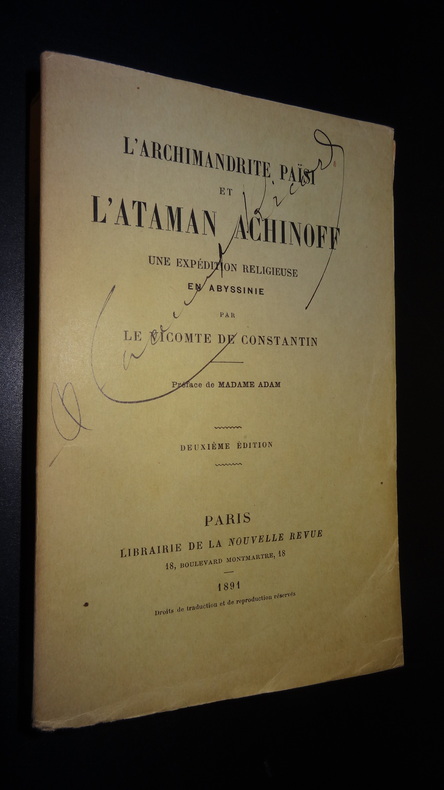 L'ARCHIMANDRITE PAÏSI
ET
L'ATAMAN ACHINOFF
UNE EXPÉDITION RELIGIEUSE
EN ABYSSINIE
PAR
LE VICOMTE DE CONSTANTIN
Préface de MADAME ADAM
DEUXIÈME ÉDITION
PARIS
LIBRAIRIE DE LA NOUVELLE REVUE
18, BOULEVARD MONTMARTRE, 18
1891
Droits de traduction et de reproduction réservés